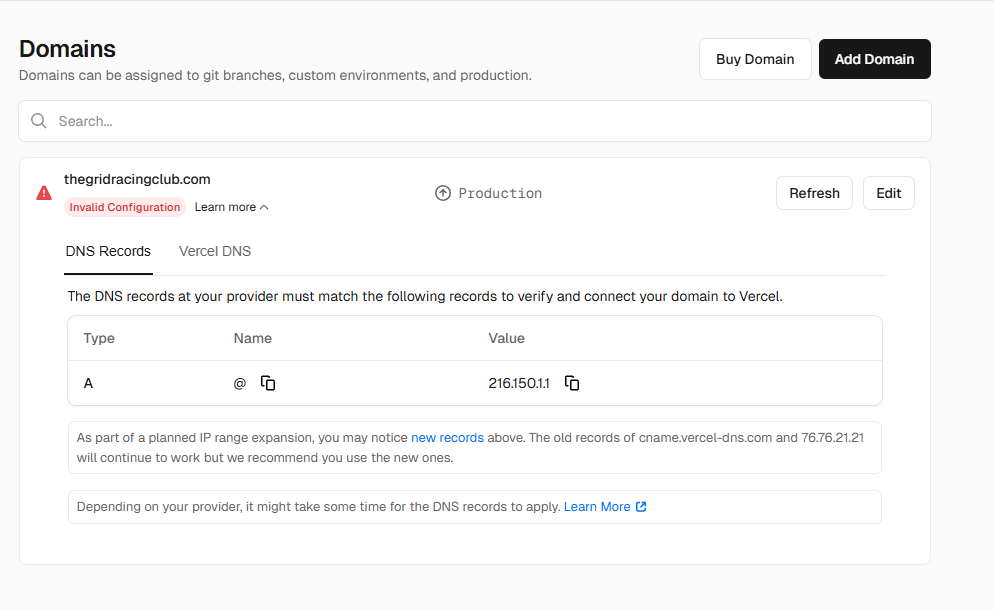 Domains
Domains can be assigned to git branches, custom environments, and production.
Buy Domain
Add Domain
Search...
thegridracingclub.com
Invalid Configuration Learn more
Production
Refresh
Edit
DNS Records Vercel DNS
The DNS records at your provider must match the following records to verify and connect your domain to Vercel.
Type Name Value
A @ 216.150.1.1
As part of a planned IP range expansion, you may notice new records above. The old records of cname.vercel-dns.com and 76.76.21.21
will continue to work but we recommend you use the new ones.
Depending on your provider, it might take some time for the DNS records to apply. Learn More